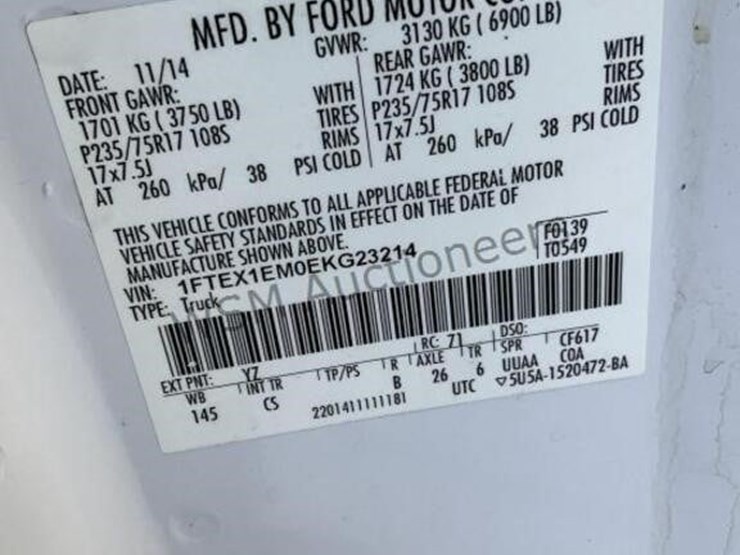 MFD. BY FORD MOTOR CO.
DATE: 11/14
GVWR: 3130 KG ( 6900 LB)
FRONT GAWR:
1701 KG ( 3750 LB)
WITH
P235/75R17 108S
TIRES
17x7.5J
RIMS
AT 260 kPa/ 38 PSI COLD
REAR GAWR:
1724 KG ( 3800 LB)
WITH
P235/75R17 108S
TIRES
17x7.5J
RIMS
AT 260 kPa/ 38 PSI COLD
THIS VEHICLE CONFORMS TO ALL APPLICABLE FEDERAL MOTOR
VEHICLE SAFETY STANDARDS IN EFFECT ON THE DATE OF
MANUFACTURE SHOWN ABOVE.
VIN: 1FTEX1EM0EKG23214
F0139
TYPE: Truck
T0549
EXT PNT: YZ
RC: 71
DSO:
CF617
WB
INT TR
TP/PS
R
AXLE
TR
SPR
COA
145
CS
B
26
6
UUAA
2201411111181
UTC
▽5U5A-1520472-BA
WSM Auctioneer